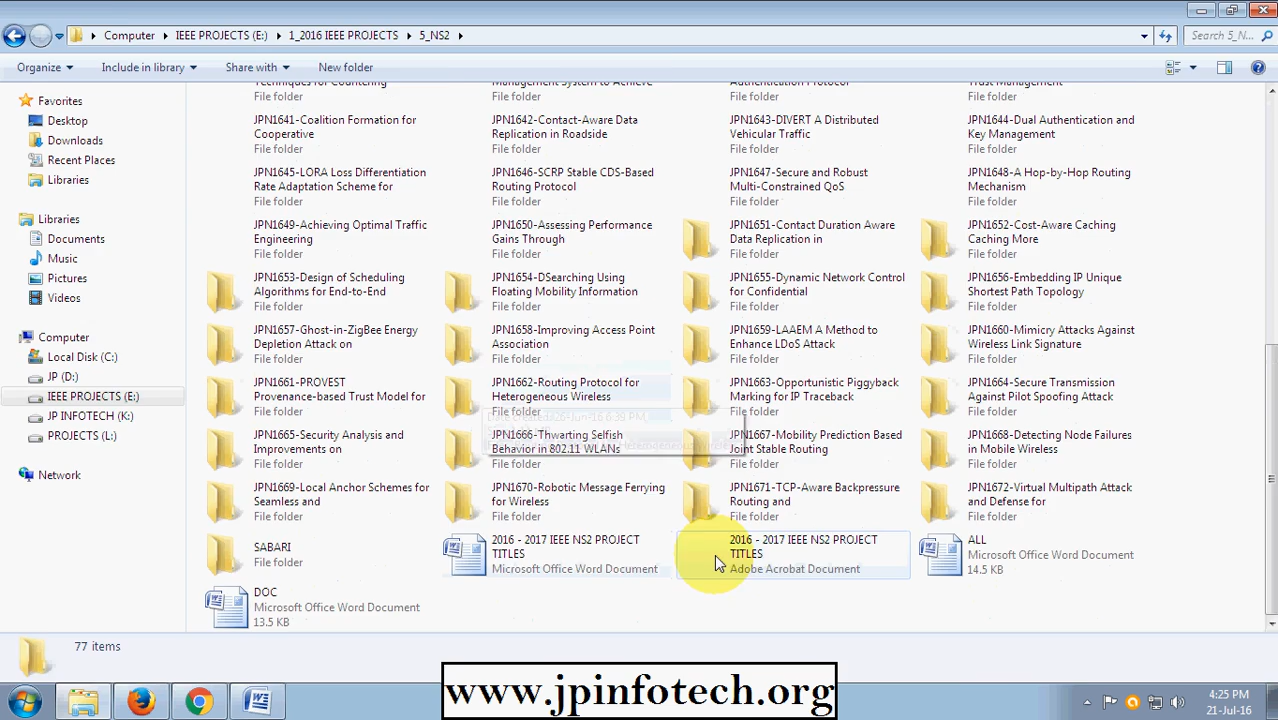 Computer IEEE PROJECTS (E:) 1_2016 IEEE PROJECTS 5_NS2
Search 5_N...
Organize Include in library Share with New folder
Favorites
Desktop
Downloads
Recent Places
Libraries
Libraries
Documents
Music
Pictures
Videos
Computer
Local Disk (C:)
JP (D:)
IEEE PROJECTS (E:)
JP INFOTECH (K:)
PROJECTS (L:)
Network
File folder
Management System to Achieve
File folder
Authentication Protocol
File folder
Trust Management
File folder
JPN1641-Coalition Formation for
Cooperative
File folder
JPN1642-Contact-Aware Data
Replication in Roadside
File folder
JPN1643-DIVERT A Distributed
Vehicular Traffic
File folder
JPN1644-Dual Authentication and
Key Management
File folder
JPN1645-LORA Loss Differentiation
Rate Adaptation Scheme for
File folder
JPN1646-SCRP Stable CDS-Based
Routing Protocol
File folder
JPN1647-Secure and Robust
Multi-Constrained QoS
File folder
JPN1648-A Hop-by-Hop Routing
Mechanism
File folder
JPN1649-Achieving Optimal Traffic
Engineering
File folder
JPN1650-Assessing Performance
Gains Through
File folder
JPN1651-Contact Duration Aware
Data Replication in
File folder
JPN1652-Cost-Aware Caching
Caching More
File folder
JPN1653-Design of Scheduling
Algorithms for End-to-End
File folder
JPN1654-DSearching Using
Floating Mobility Information
File folder
JPN1655-Dynamic Network Control
for Confidential
File folder
JPN1656-Embedding IP Unique
Shortest Path Topology
File folder
JPN1657-Ghost-in-ZigBee Energy
Depletion Attack on
File folder
JPN1658-Improving Access Point
Association
File folder
JPN1659-LAAEM A Method to
Enhance LDoS Attack
File folder
JPN1660-Mimicry Attacks Against
Wireless Link Signature
File folder
JPN1661-PROVEST
Provenance-based Trust Model for
File folder
JPN1662-Routing Protocol for
Heterogeneous Wireless
File folder
Date created: 26-Jun-16 6:39 PM
JPN1663-Opportunistic Piggyback
Marking for IP Traceback
File folder
JPN1664-Secure Transmission
Against Pilot Spoofing Attack
File folder
JPN1665-Security Analysis and
Improvements on
File folder
JPN1666-Thwarting Selfish
Behavior in 802.11 WLANs
File folder
JPN1667-Mobility Prediction Based
Joint Stable Routing
File folder
JPN1668-Detecting Node Failures
in Mobile Wireless
File folder
JPN1669-Local Anchor Schemes for
Seamless and
File folder
JPN1670-Robotic Message Ferrying
for Wireless
File folder
JPN1671-TCP-Aware Backpressure
Routing and
File folder
JPN1672-Virtual Multipath Attack
and Defense for
File folder
SABARI
File folder
2016 - 2017 IEEE NS2 PROJECT
TITLES
Microsoft Office Word Document
2016 - 2017 IEEE NS2 PROJECT
TITLES
Adobe Acrobat Document
ALL
Microsoft Office Word Document
14.5 KB
DOC
Microsoft Office Word Document
13.5 KB
77 items
www.jpinfotech.org
4:25 PM
21-Jul-16